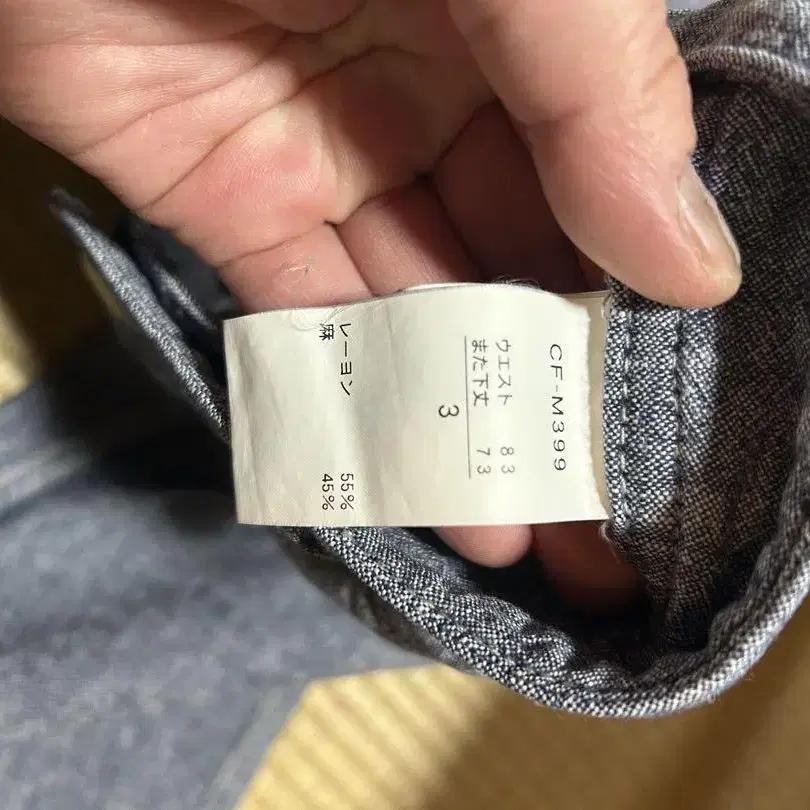 CF-M399
ウエスト 83
また下丈 73
3
レーヨン 55%
麻 45%